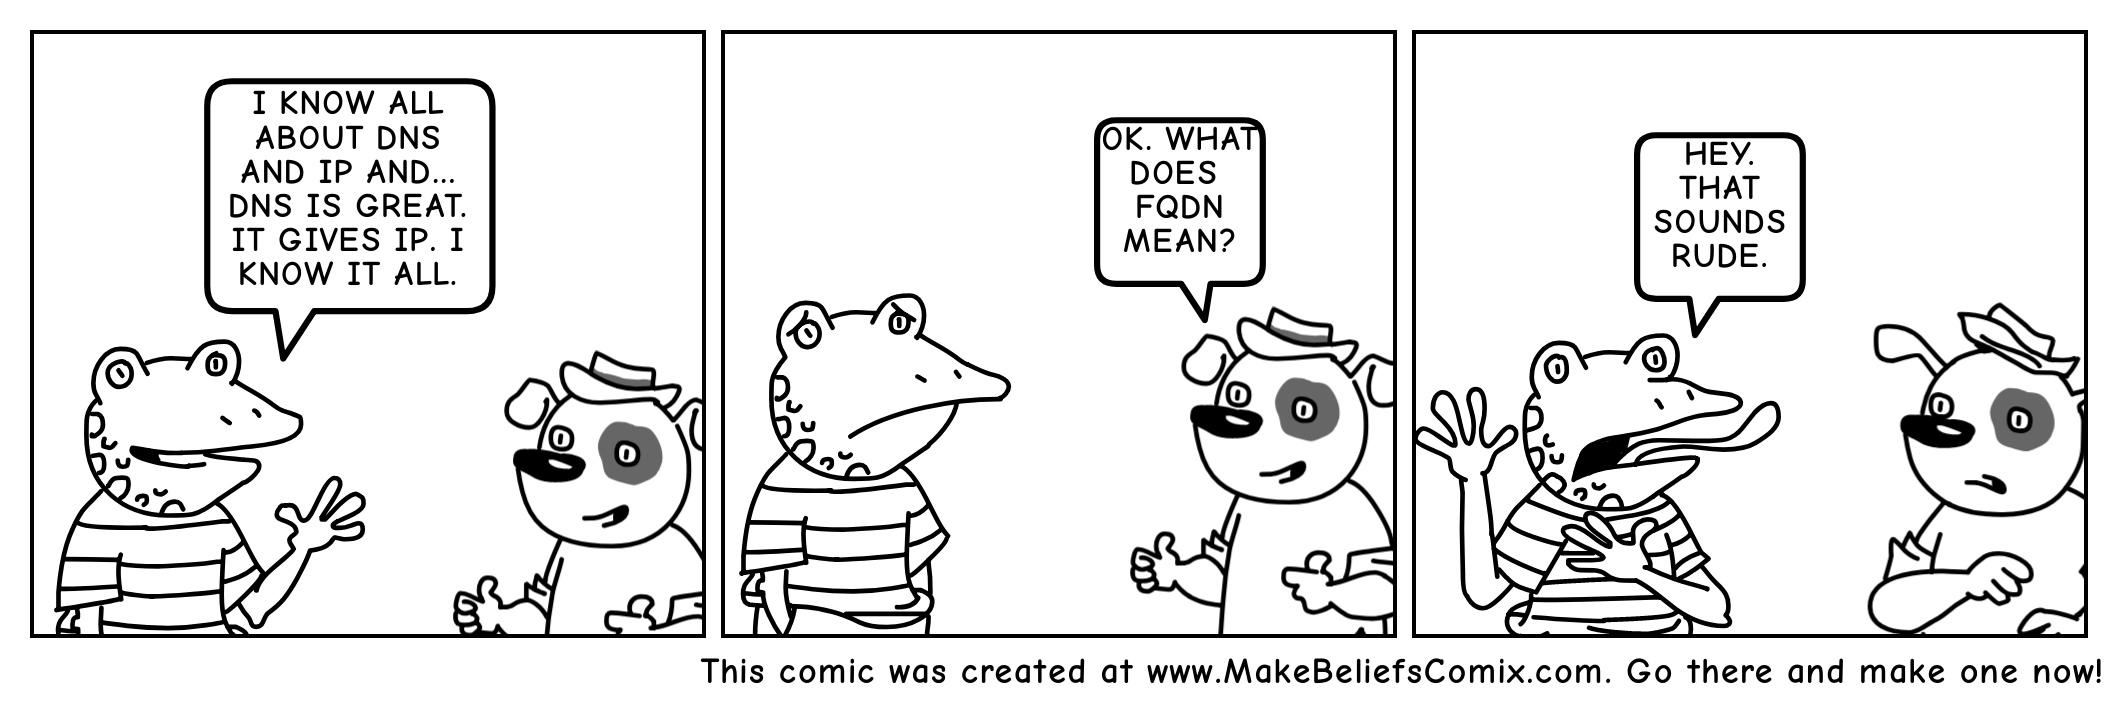 I KNOW ALL
ABOUT DNS
AND IP AND...
DNS IS GREAT.
IT GIVES IP. I
KNOW IT ALL.
OK. WHAT
DOES
FQDN
MEAN?
HEY.
THAT
SOUNDS
RUDE.
This comic was created at www.MakeBeliefsComix.com. Go there and make one now!